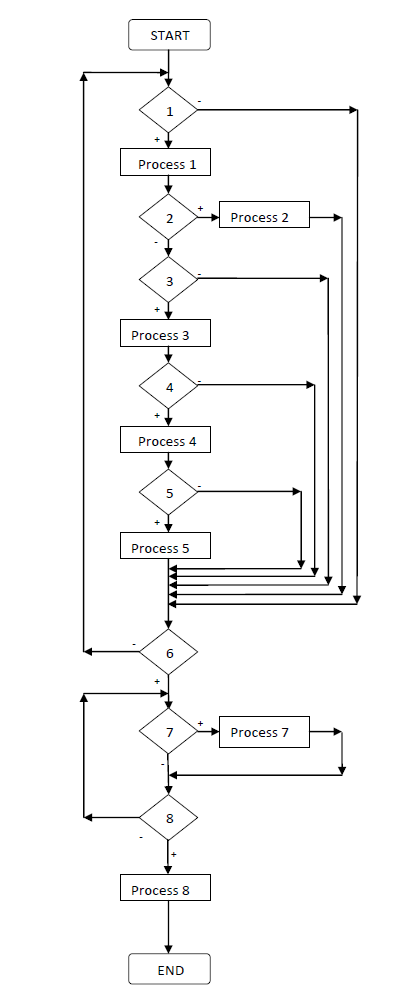 START
-
1
+
Process 1
+
2
Process 2
-
-
3
+
Process 3
-
4
+
Process 4
-
5
+
Process 5
-
6
+
+
7
Process 7
-
8
-
+
Process 8
END